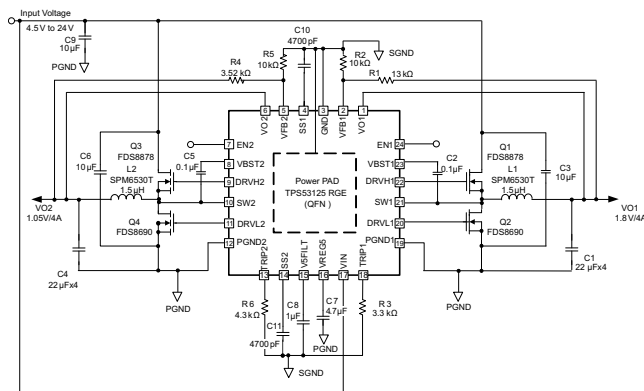 Input Voltage
4.5V to 24V
C9
10µF
PGND
C10
4700 pF
SGND
R5
10kΩ
R4
3.52 kΩ
R2
10kΩ
R1
13 kΩ
6
5
4
3
2
1
VO2
VFB2
SS1
GND
VFB1
VO1
7
EN2
EN1
24
Q3
FDS8878
L2
SPM6530T
1.5µH
C6
10 µF
C5
0.1µF
8
VBST2
9
DRVH2
10
SW2
11
DRVL2
12
PGND2
Power PAD
TPS53125 RGE
(QFN )
VBST1
23
DRVH1
22
SW1
21
DRVL1
20
PGND1
19
C2
0.1µF
Q1
FDS8878
L1
SPM6530T
1.5µH
C3
10 µF
VO2
1.05V/4A
Q4
FDS8690
Q2
FDS8690
VO1
1.8V/4A
C4
22 µFx4
PGND
C1
22 µFx4
PGND
TRIP2
SS2
V5FILT
VREG5
VIN
TRIP1
13
14
15
16
17
18
R6
4.3 kΩ
C11
4700 pF
C8
1µF
C7
4.7µF
PGND
R 3
3.3 kΩ
SGND